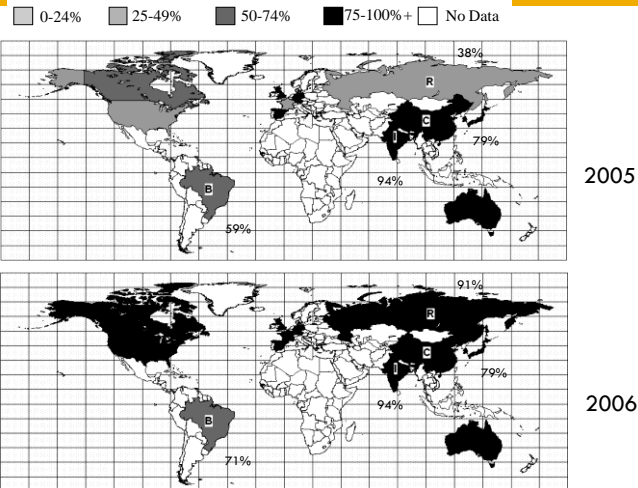 0-24% 25-49% 50-74% 75-100%+ No Data
38%
R
C
79%
I
94%
2005
B
59%
91%
R
C
79%
I
94%
2006
B
71%